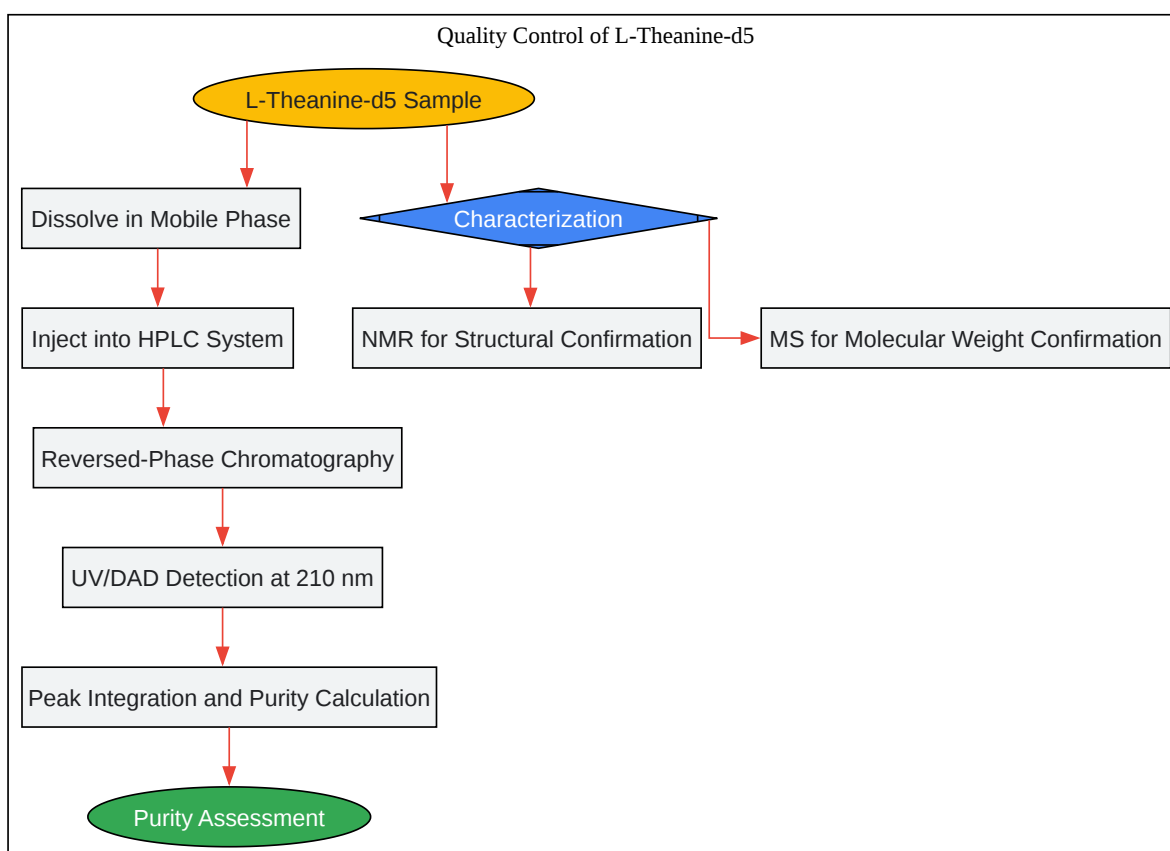 Quality Control of L-Theanine-d5
L-Theanine-d5 Sample
Dissolve in Mobile Phase
Characterization
Inject into HPLC System
NMR for Structural Confirmation
MS for Molecular Weight Confirmation
Reversed-Phase Chromatography
UV/DAD Detection at 210 nm
Peak Integration and Purity Calculation
Purity Assessment